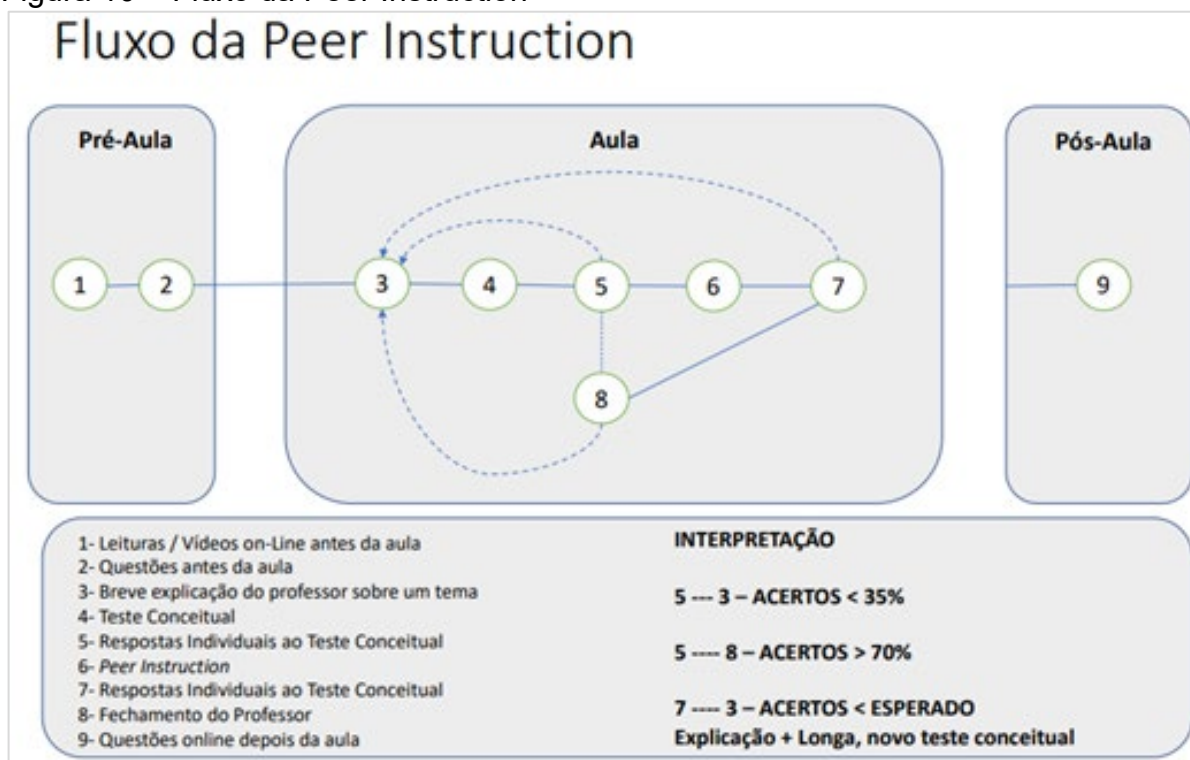 Fluxo da Peer Instruction
Pré-Aula
Aula
Pós-Aula
1
2
3
4
5
6
7
8
9
1- Leituras / Vídeos on-Line antes da aula
2- Questões antes da aula
3- Breve explicação do professor sobre um tema
4- Teste Conceitual
5- Respostas Individuais ao Teste Conceitual
6- Peer Instruction
7- Respostas Individuais ao Teste Conceitual
8- Fechamento do Professor
9- Questões online depois da aula
INTERPRETAÇÃO
5 --- 3 – ACERTOS < 35%
5 ---- 8 – ACERTOS > 70%
7 ---- 3 – ACERTOS < ESPERADO
Explicação + Longa, novo teste conceitual